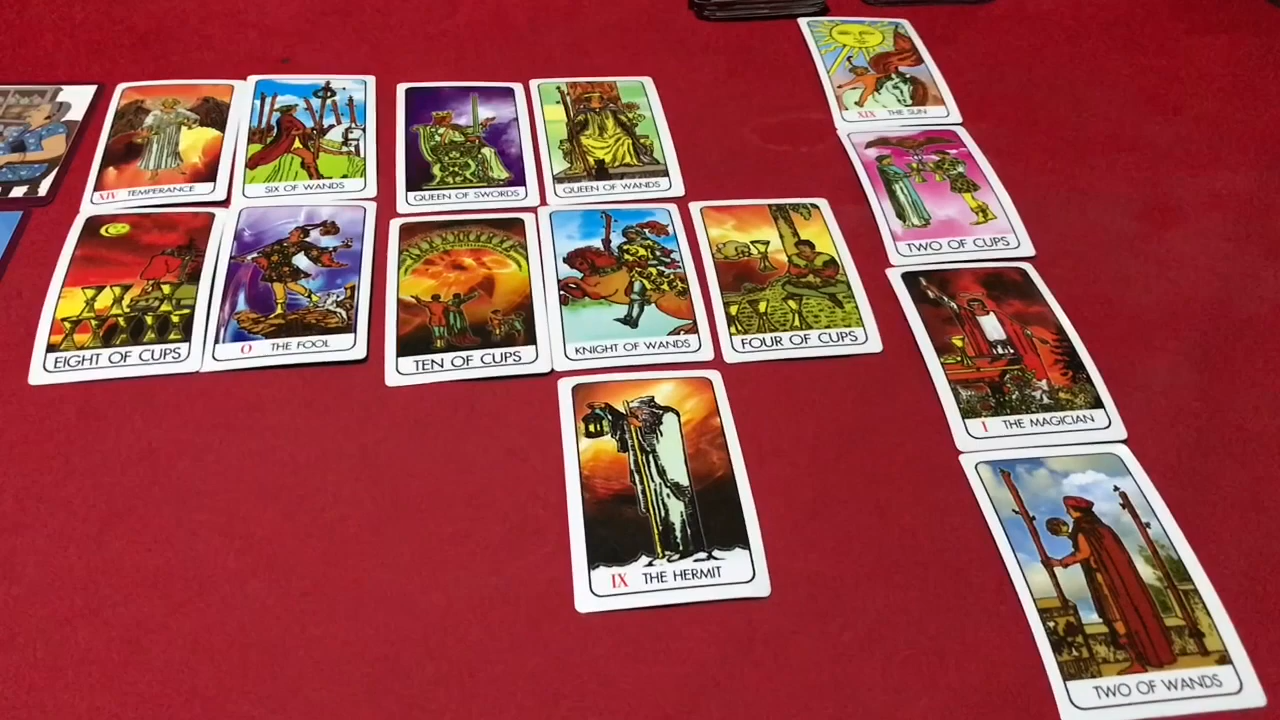 XIV TEMPERANCE
SIX OF WANDS
QUEEN OF SWORDS
QUEEN OF WANDS
XIX THE SUN
EIGHT OF CUPS
0 THE FOOL
TEN OF CUPS
KNIGHT OF WANDS
FOUR OF CUPS
TWO OF CUPS
IX THE HERMIT
I THE MAGICIAN
TWO OF WANDS